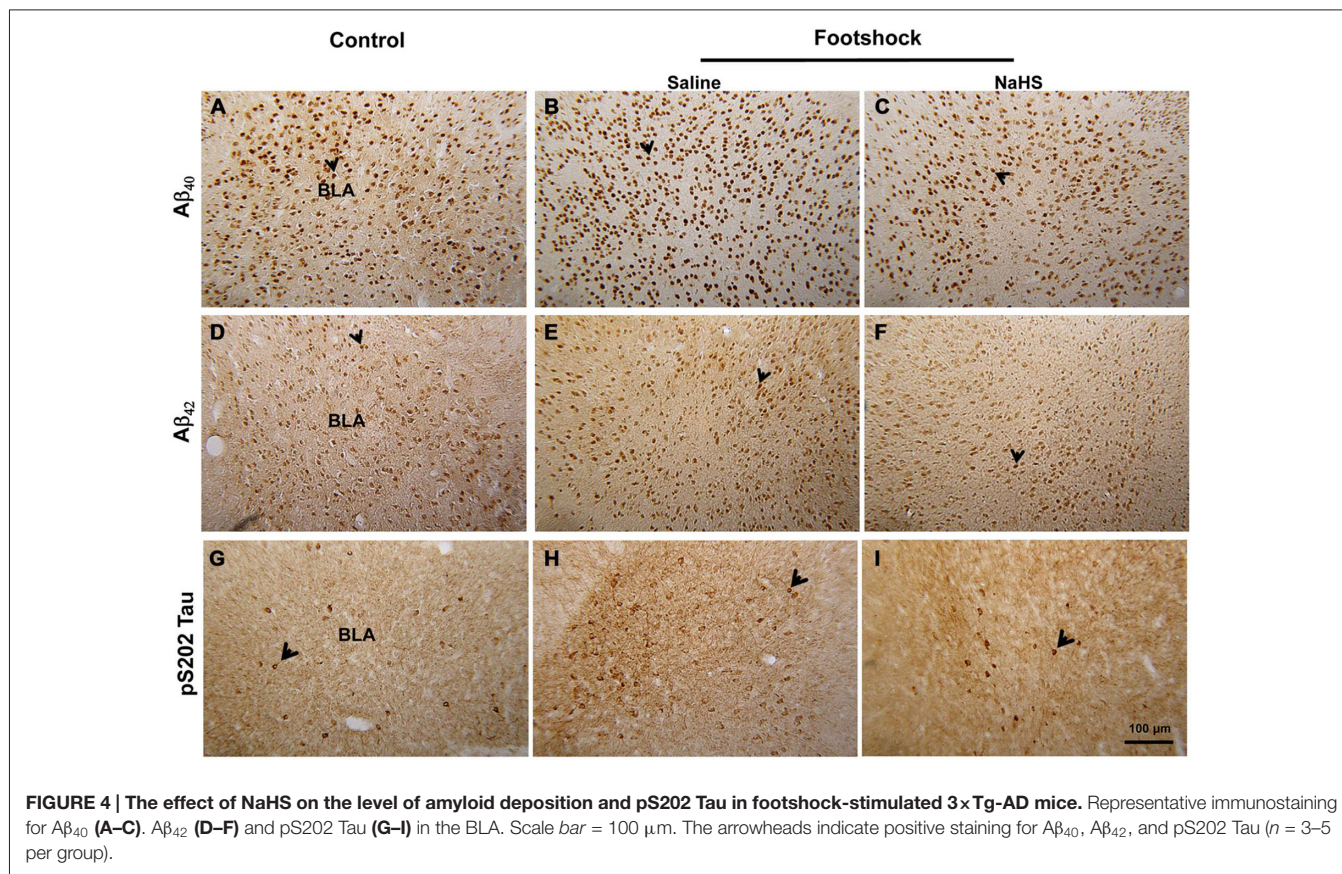 Control
Footshock
Saline
NaHS
A
B
C
Aβ40
BLA
D
E
F
Aβ42
BLA
G
H
I
pS202 Tau
BLA
100 μm
FIGURE 4 | The effect of NaHS on the level of amyloid deposition and pS202 Tau in footshock-stimulated 3×Tg-AD mice. Representative immunostaining
for Aβ40 (A–C). Aβ42 (D–F) and pS202 Tau (G–I) in the BLA. Scale bar = 100 μm. The arrowheads indicate positive staining for Aβ40, Aβ42, and pS202 Tau (n = 3–5
per group).